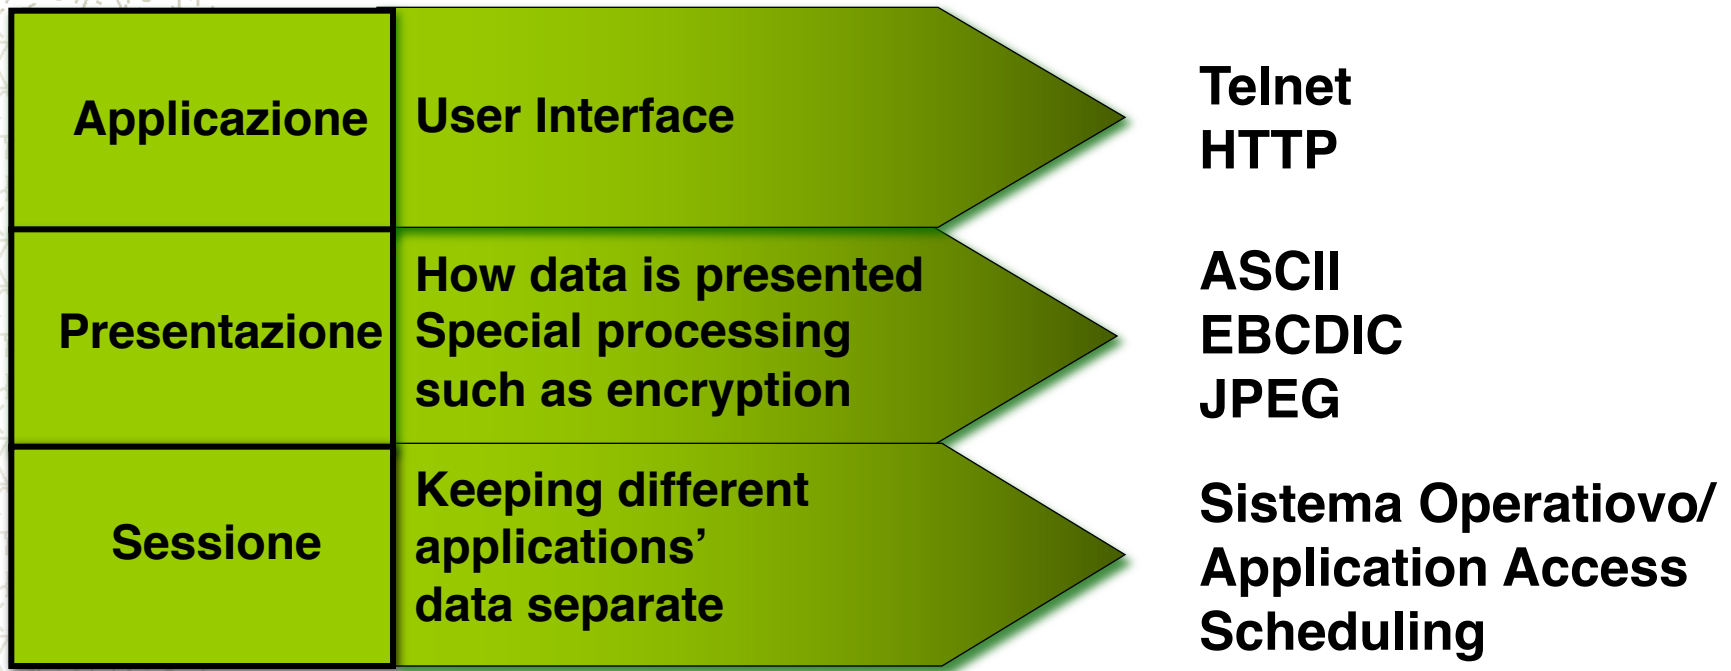 Applicazione
User Interface
Telnet
HTTP
Presentazione
How data is presented
Special processing
such as encryption
ASCII
EBCDIC
JPEG
Sessione
Keeping different
applications’
data separate
Sistema Operatiovo/
Application Access
Scheduling